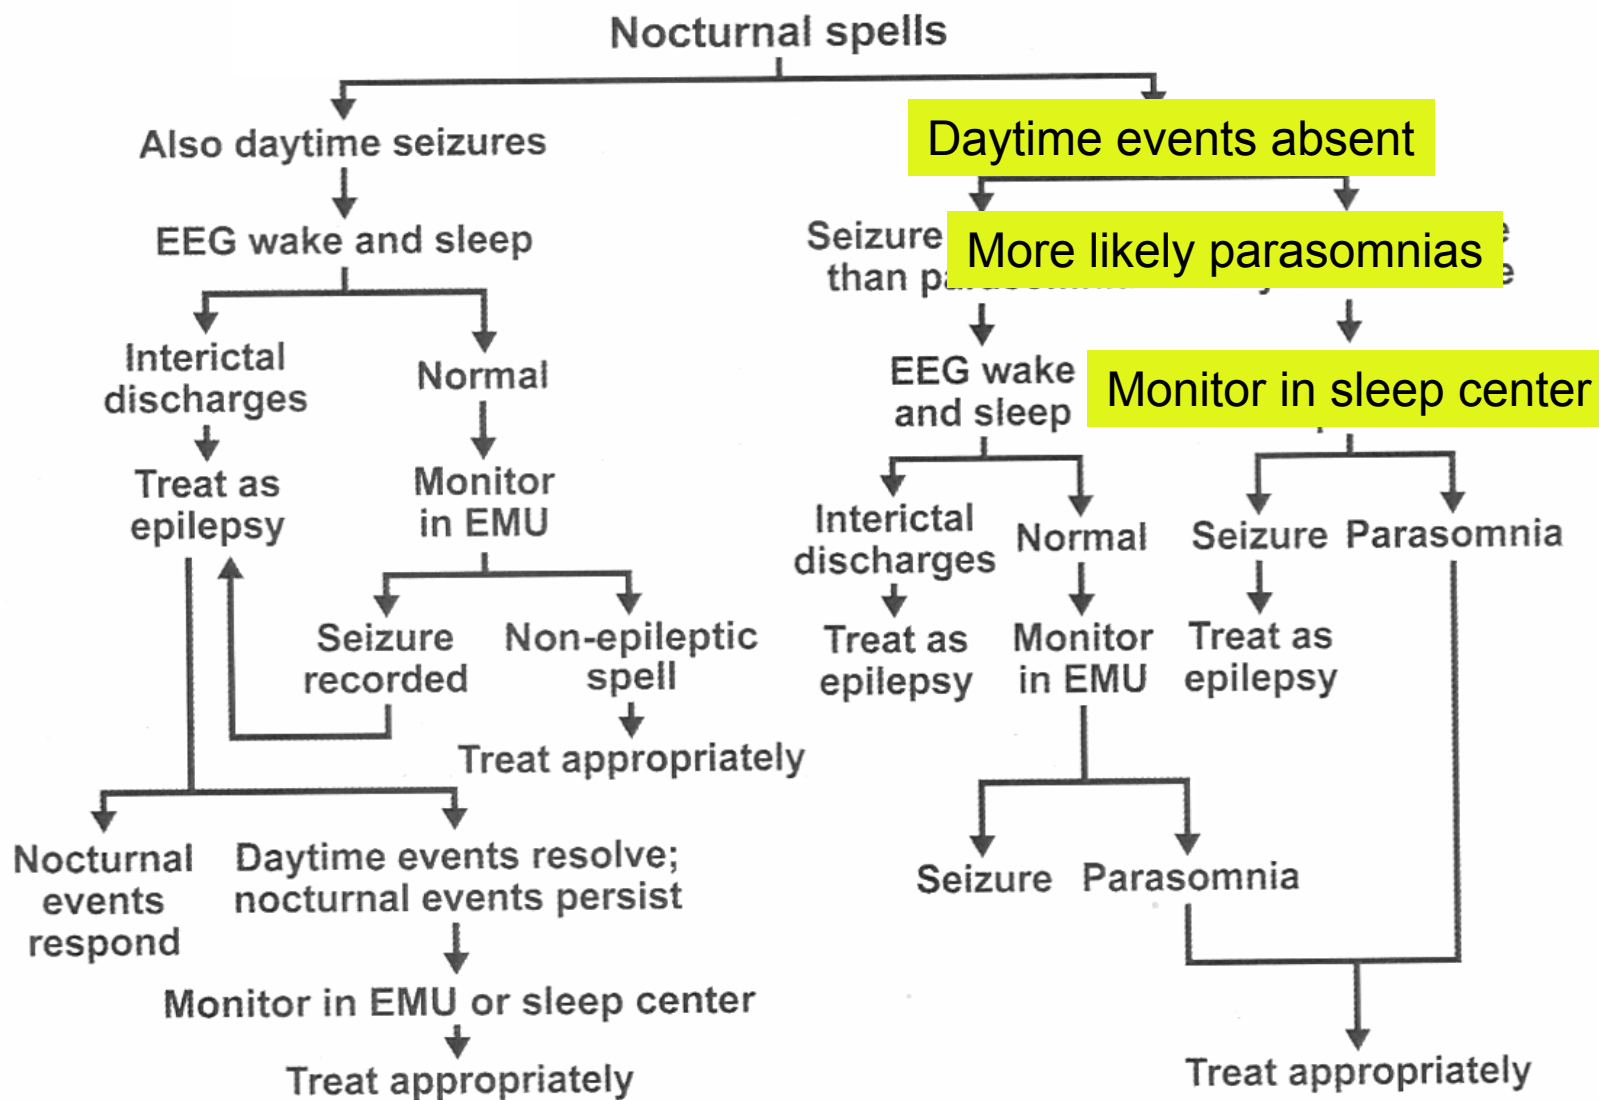 Nocturnal spells
Also daytime seizures
Daytime events absent
EEG wake and sleep
Seizure
than
More likely parasomnias
Interictal
discharges
Normal
EEG wake
and sleep
Monitor in sleep center
Treat as
epilepsy
Monitor
in EMU
Interictal
discharges
Normal
Seizure
Parasomnia
Seizure
recorded
Non-epileptic
spell
Treat as
epilepsy
Monitor
in EMU
Treat as
epilepsy
Treat appropriately
Nocturnal
events
respond
Daytime events resolve;
nocturnal events persist
Seizure
Parasomnia
Monitor in EMU or sleep center
Treat appropriately
Treat appropriately